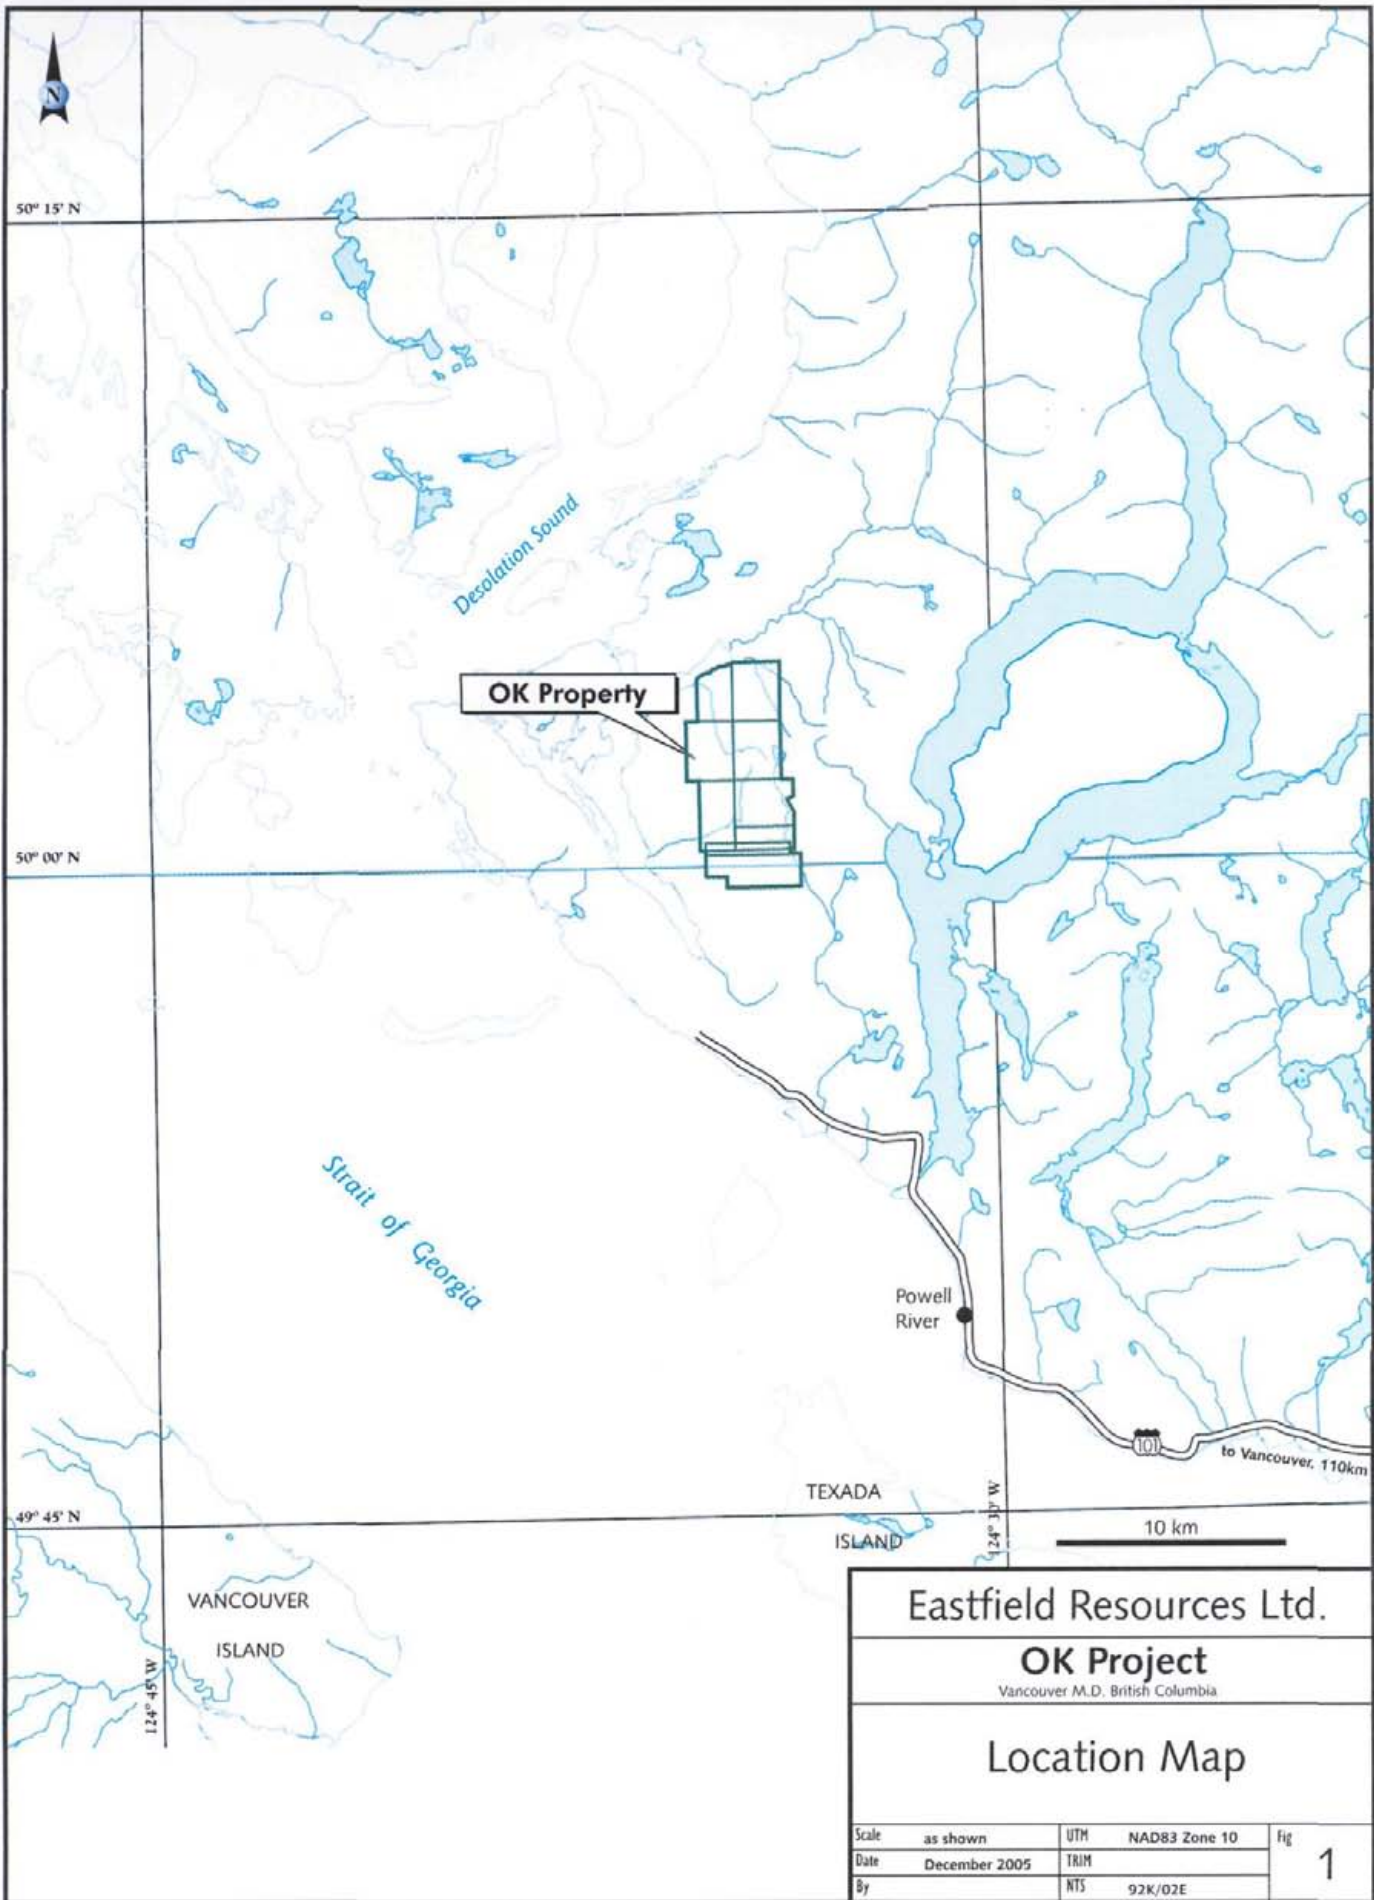 N
50° 15' N
Desolation Sound
OK Property
50° 00' N
Strait of Georgia
Powell
River
101
to Vancouver, 110km
TEXADA
ISLAND
49° 45' N
124° 30' W
10 km
VANCOUVER
ISLAND
124° 45' W
Eastfield Resources Ltd.
OK Project
Vancouver M.D. British Columbia
Location Map
Scale as shown UTM NAD83 Zone 10 Fig
Date December 2005 TRIM 1
By NTS 92K/02E